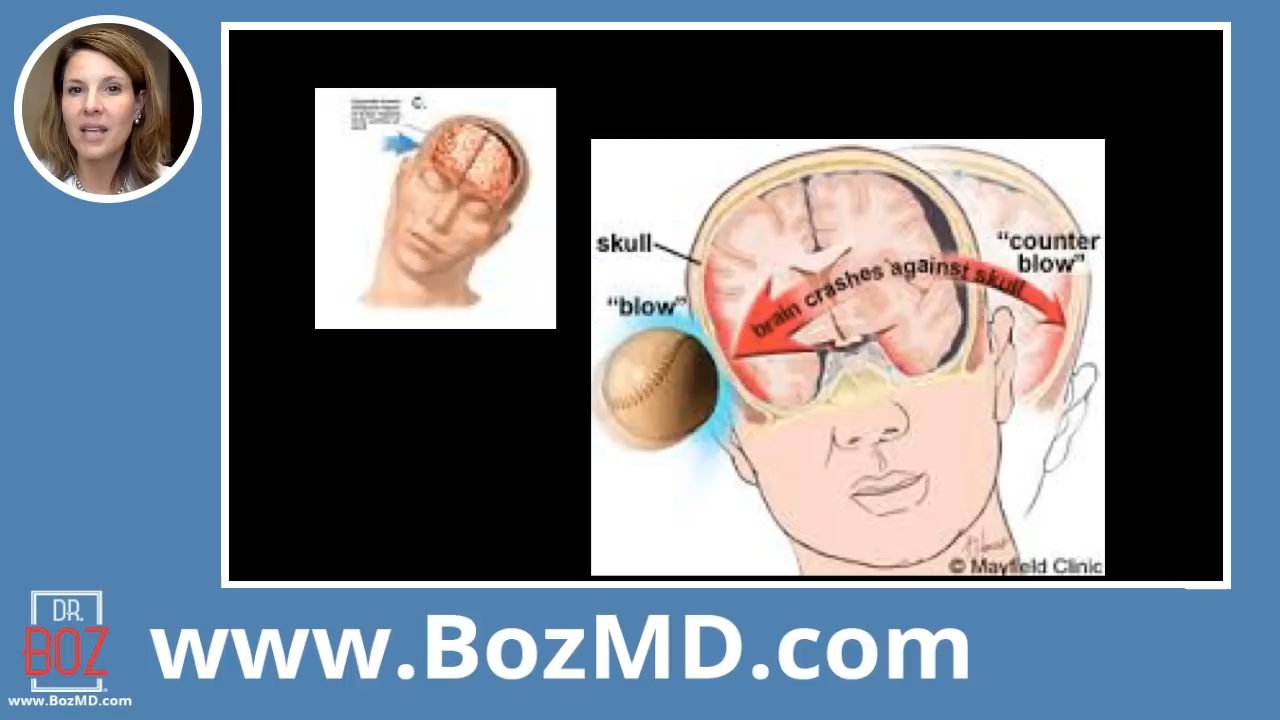 C.
skull
"blow"
brain crashes against skull
"counter
blow"
© Mayfield Clinic
DR.
BOZ
www.BozMD.com
www.BozMD.com